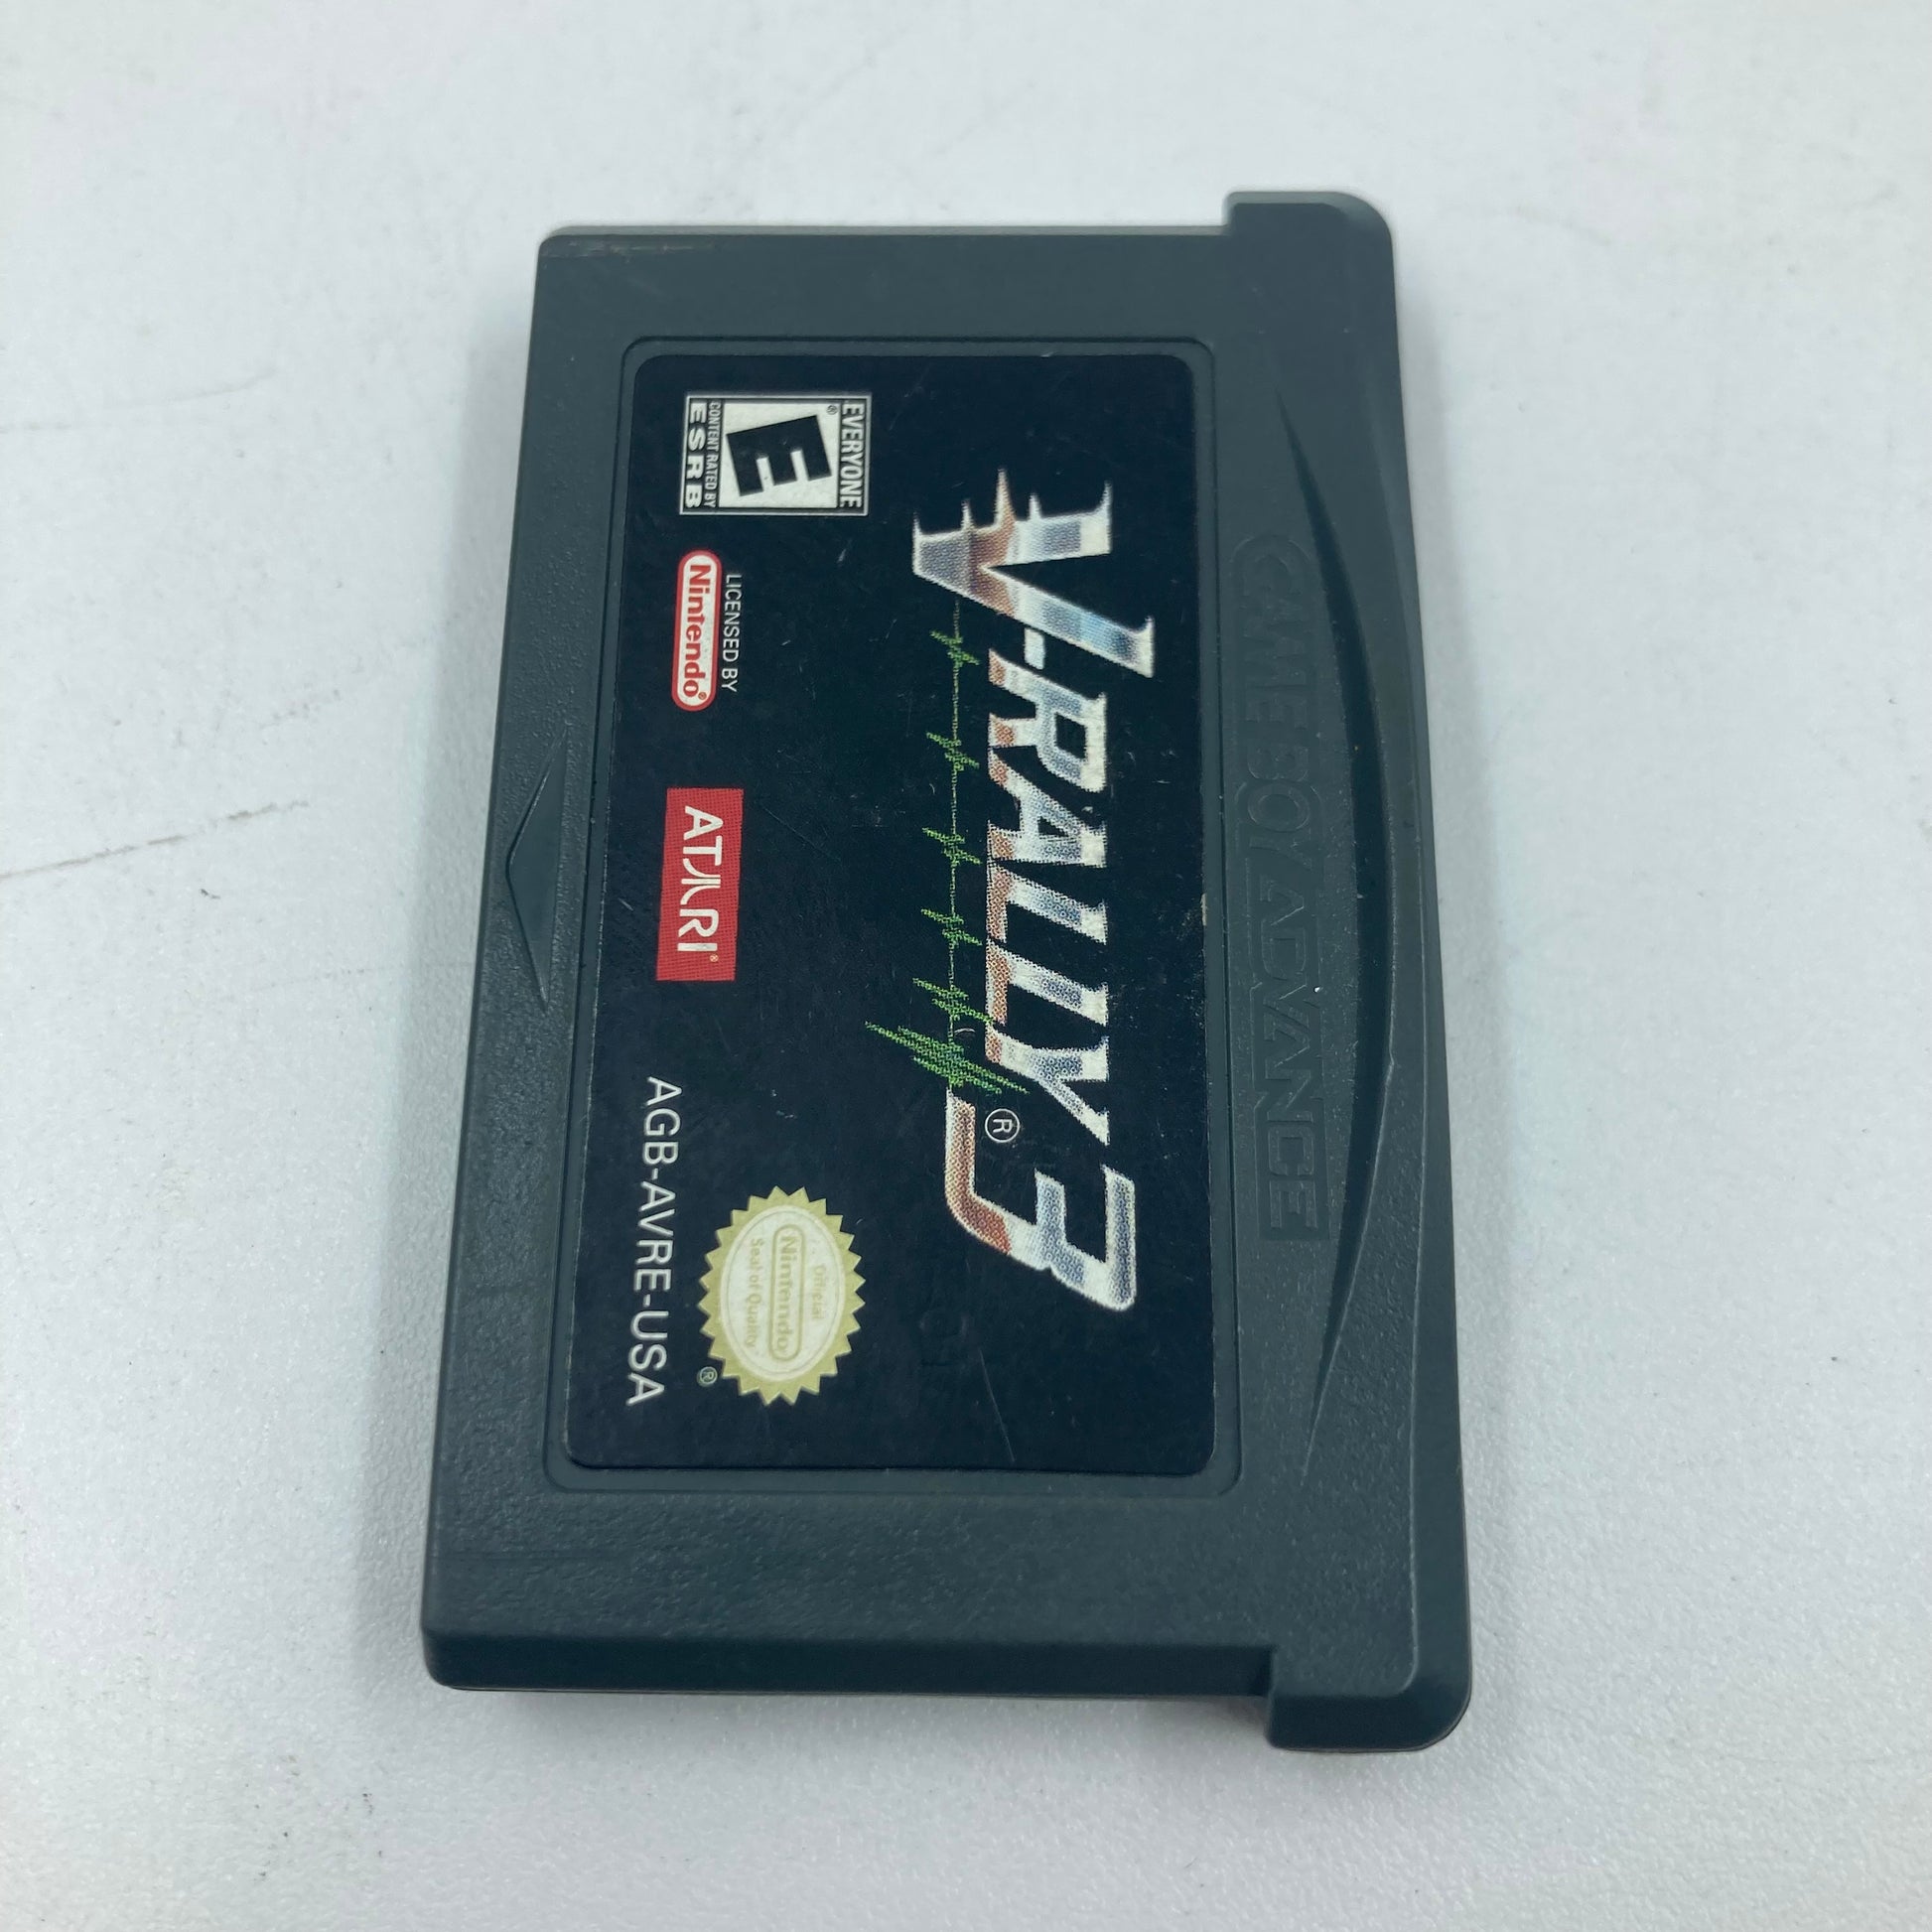 GAME BOY ADVANCE
V-RALLY 3®
EVERYONE
E®
CONTENT RATED BY
ESRB
LICENSED BY
Nintendo®
ATARI®
AGB-AVRE-USA
Official
Nintendo
Seal of Quality
®